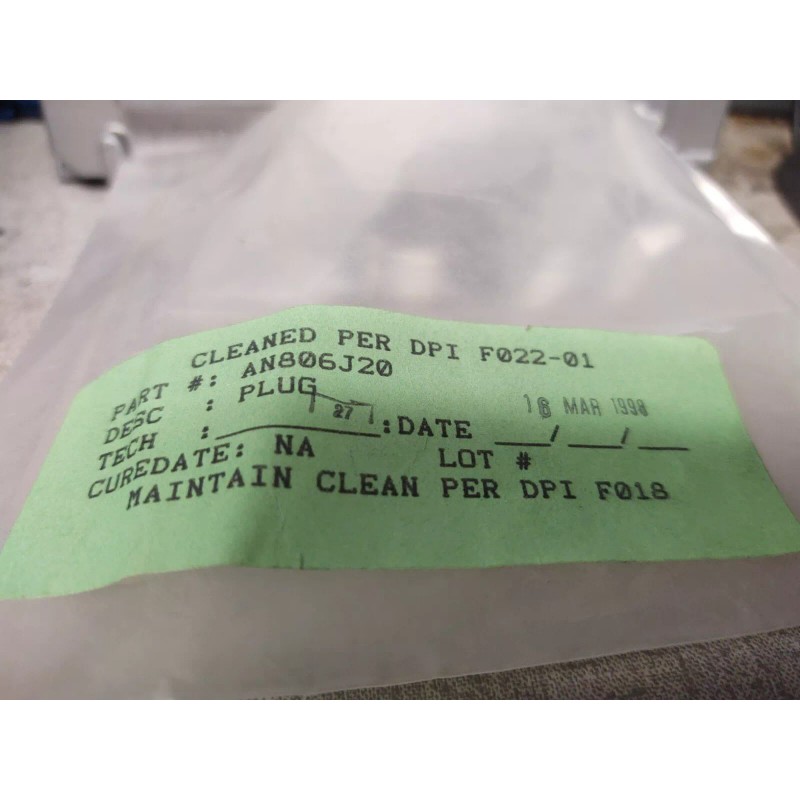 CLEANED PER DPI F022-01
PART #: AN806J20
DESC : PLUG
TECH : 27 :DATE 16 MAR 1998
CUREDATE: NA LOT #
MAINTAIN CLEAN PER DPI F018